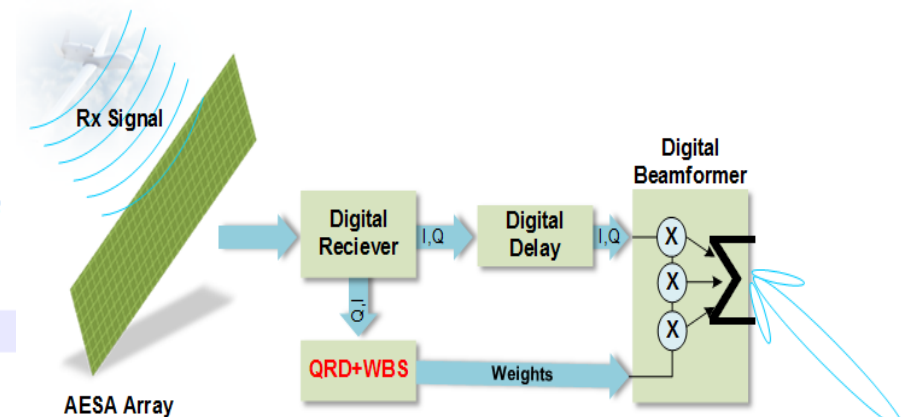 Rx Signal
AESA Array
Digital
Reciever
I,Q
Digital
Delay
I,Q
Digital
Beamformer
X
X
X
Σ
Q,I
QRD+WBS
Weights